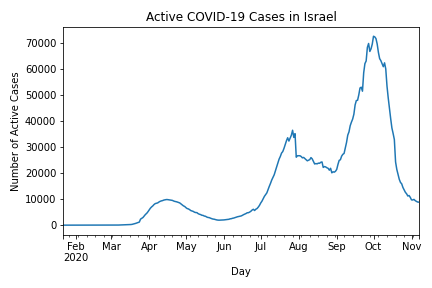 Active COVID-19 Cases in Israel
Number of Active Cases
70000
60000
50000
40000
30000
20000
10000
0
Feb Mar Apr May Jun Jul Aug Sep Oct Nov
2020
Day